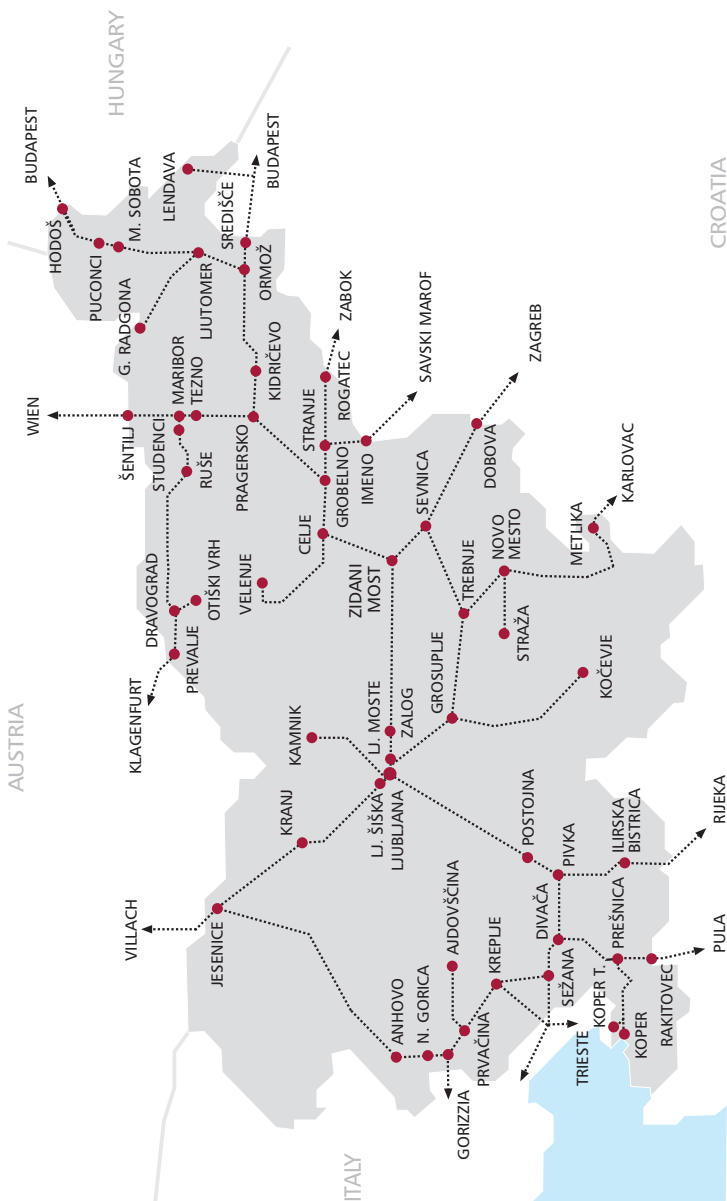 HUNGARY
BUDAPEST
HODOŠ
PUCONCI
M. SOBOTA
LENDAVA
G. RADGONA
LJUTOMER
SREDIŠČE
BUDAPEST
ORMOŽ
WIEN
ŠENTILJ
MARIBOR
TEZNO
STUDENCI
RUŠE
PRAGERSKO
KIDRIČEVO
ZABOK
ROGATEC
STRANJE
SAVSKI MAROF
GROBELNO
IMENO
CROATIA
ZAGREB
DOBOVA
SEVNICA
CELJE
VELENJE
DRAVOGRAD
OTIŠKI VRH
PREVALJE
KLAGENFURT
AUSTRIA
ZIDANI
MOST
TREBNJE
NOVO
MESTO
METLIKA
KARLOVAC
STRAŽA
KOČEVJE
GROSUPLJE
LJ. MOSTE
ZALOG
KAMNIK
KRANJ
LJ. ŠIŠKA
LJUBLJANA
VILLACH
JESENICE
POSTOJNA
PIVKA
ILIRSKA
BISTRICA
RIJEKA
DIVAČA
PREŠNICA
PULA
AJDOVŠČINA
KREPLJE
SEŽANA
ANHOVO
N. GORICA
PRVAČINA
GORIZZIA
TRIESTE
KOPER T.
KOPER
RAKITOVEC
ITALY